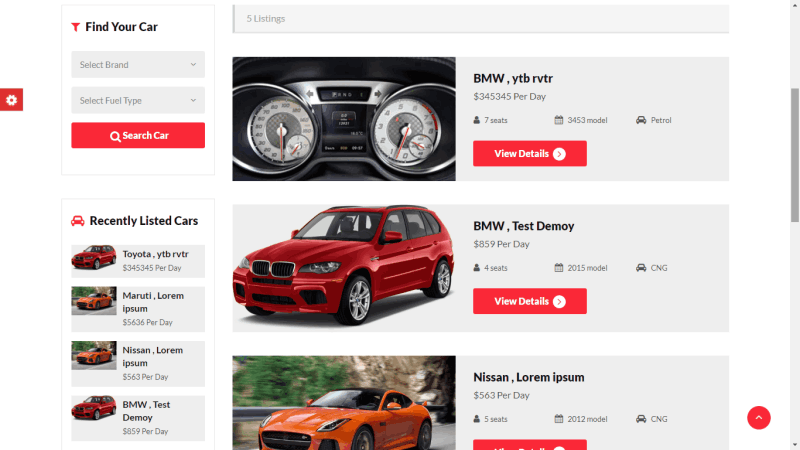 Find Your Car
Select Brand
Select Fuel Type
Search Car
Recently Listed Cars
Toyota , ytb rvtr
$345345 Per Day
Maruti , Lorem
ipsum
$5636 Per Day
Nissan , Lorem
ipsum
$563 Per Day
BMW , Test
Demoy
$859 Per Day
5 Listings
BMW , ytb rvtr
$345345 Per Day
7 seats
3453 model
Petrol
View Details
BMW , Test Demoy
$859 Per Day
4 seats
2015 model
CNG
View Details
Nissan , Lorem ipsum
$563 Per Day
5 seats
2012 model
CNG
View Details